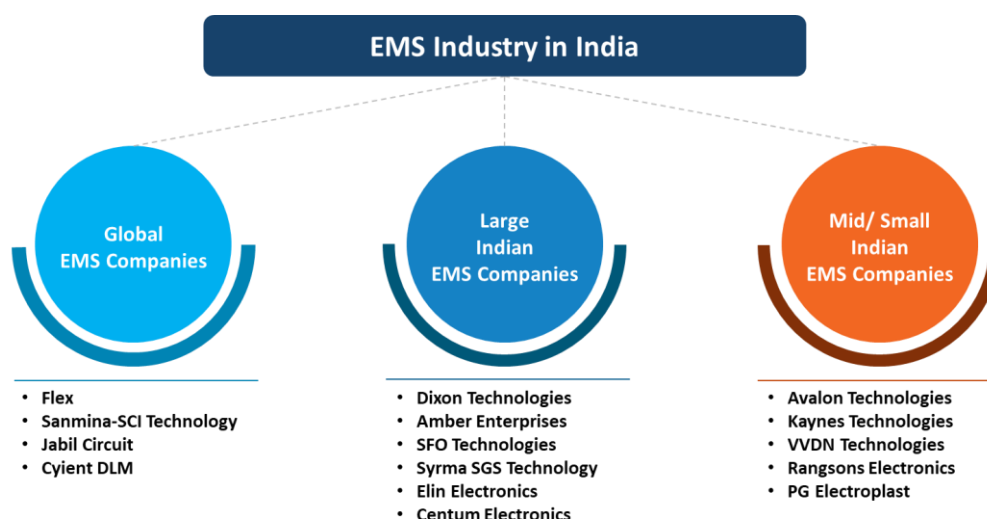 EMS Industry in India
Global
EMS Companies
Large
Indian
EMS Companies
Mid/ Small
Indian
EMS Companies
• Flex
• Sanmina-SCI Technology
• Jabil Circuit
• Cyient DLM
• Dixon Technologies
• Amber Enterprises
• SFO Technologies
• Syrma SGS Technology
• Elin Electronics
• Centum Electronics
• Avalon Technologies
• Kaynes Technologies
• VVDN Technologies
• Rangsons Electronics
• PG Electroplast